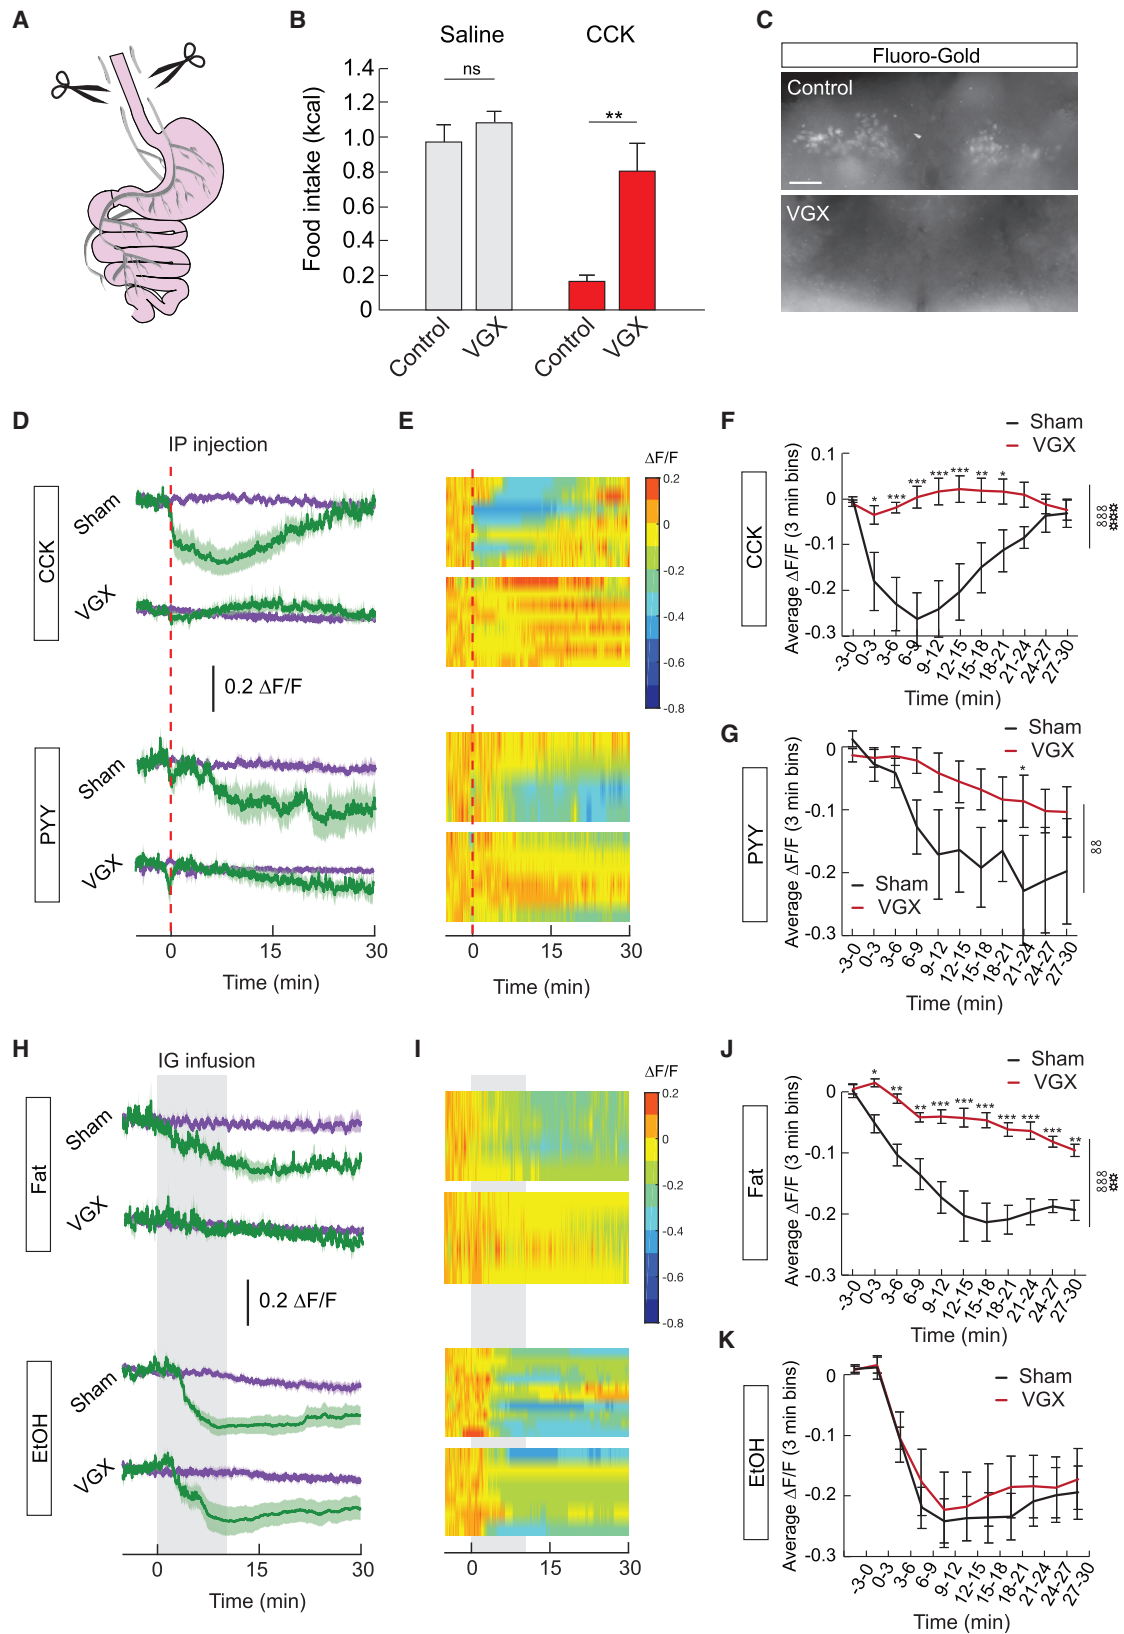 A
B
Saline
CCK
Food intake (kcal)
1.4
1.2
1.0
0.8
0.6
0.4
0.2
0
ns
**
Control
VGX
Control
VGX
C
Fluoro-Gold
Control
VGX
D
IP injection
CCK
Sham
VGX
0.2 ΔF/F
PYY
Sham
VGX
0
15
30
Time (min)
E
ΔF/F
0.2
0.1
0
-0.2
-0.4
-0.6
-0.8
0
15
30
Time (min)
F
Sham
VGX
CCK
Average ΔF/F (3 min bins)
0.1
0
-0.1
-0.2
-0.3
*
***
***
***
***
**
*
-3-0
0-3
3-6
6-9
9-12
12-15
15-18
18-21
21-24
24-27
27-30
Time (min)
G
Sham
VGX
PYY
Average ΔF/F (3 min bins)
0
-0.1
-0.2
-0.3
*
Sham
VGX
-3-0
0-3
3-6
6-9
9-12
12-15
15-18
18-21
21-24
24-27
27-30
Time (min)
H
IG infusion
Fat
Sham
VGX
0.2 ΔF/F
EtOH
Sham
VGX
0
15
30
Time (min)
I
ΔF/F
0.2
0.1
0
-0.2
-0.4
-0.6
-0.8
0
15
30
Time (min)
J
Sham
VGX
Fat
Average ΔF/F (3 min bins)
0
-0.1
-0.2
-0.3
*
**
**
***
***
***
***
***
***
**
-3-0
0-3
3-6
6-9
9-12
12-15
15-18
18-21
21-24
24-27
27-30
Time (min)
K
Sham
VGX
EtOH
Average ΔF/F (3 min bins)
0
-0.1
-0.2
-0.3
-3-0
0-3
3-6
6-9
9-12
12-15
15-18
18-21
21-24
24-27
27-30
Time (min)